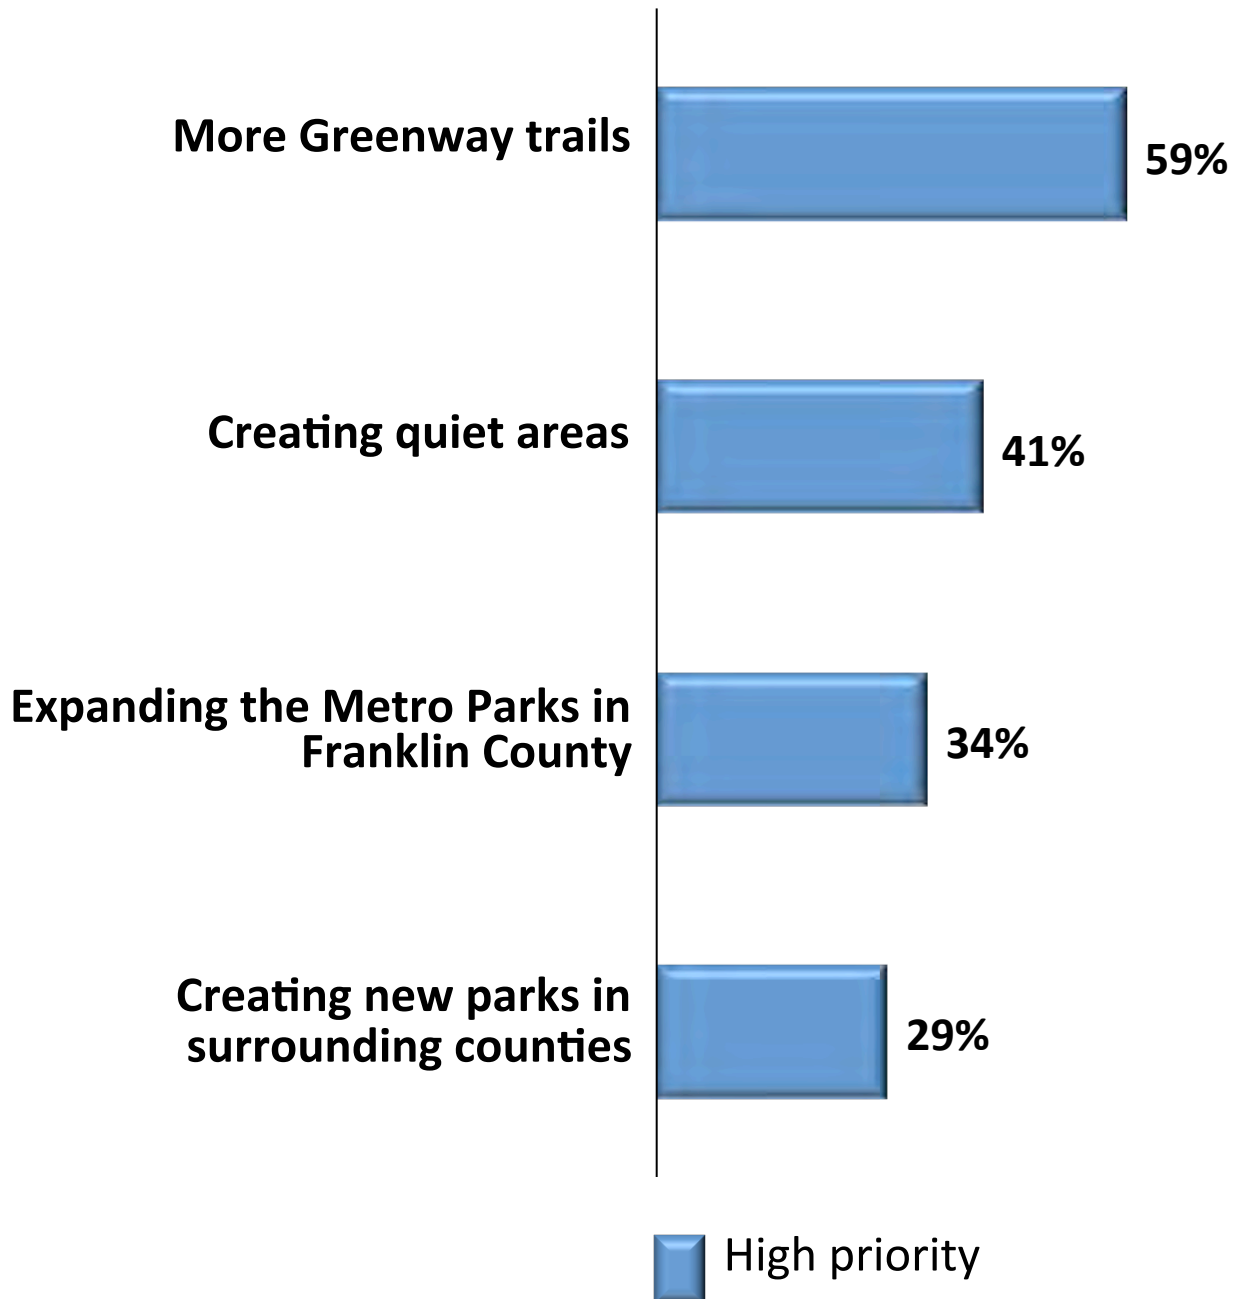 More Greenway trails
59%
Creating quiet areas
41%
Expanding the Metro Parks in
Franklin County
34%
Creating new parks in
surrounding counties
29%
High priority